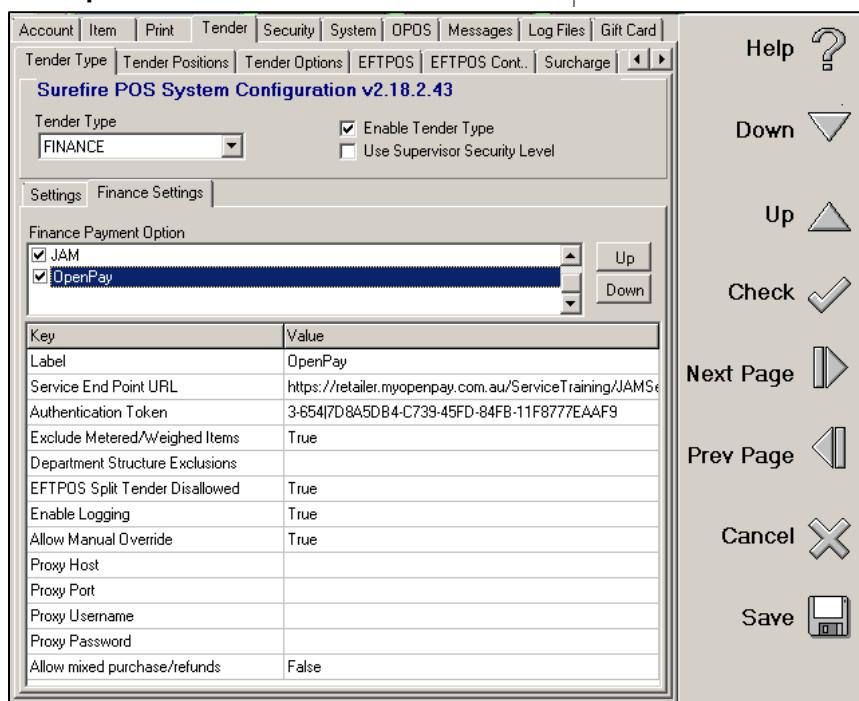 Account Item Print Tender Security System OPOS Messages Log Files Gift Card
Tender Type Tender Positions Tender Options EFTPOS EFTPOS Cont.. Surcharge
Surefire POS System Configuration v2.18.2.43
Tender Type
FINANCE
Enable Tender Type
Use Supervisor Security Level
Settings Finance Settings
Finance Payment Option
JAM
OpenPay
Up
Down
Key Value
Label OpenPay
Service End Point URL https://retailer.myopenpay.com.au/ServiceTraining/JAMSe
Authentication Token 3-654|7D8A5DB4-C739-45FD-84FB-11F8777EAAF9
Exclude Metered/Weighed Items True
Department Structure Exclusions
EFTPOS Split Tender Disallowed True
Enable Logging True
Allow Manual Override True
Proxy Host
Proxy Port
Proxy Username
Proxy Password
Allow mixed purchase/refunds False
Help
Down
Up
Check
Next Page
Prev Page
Cancel
Save